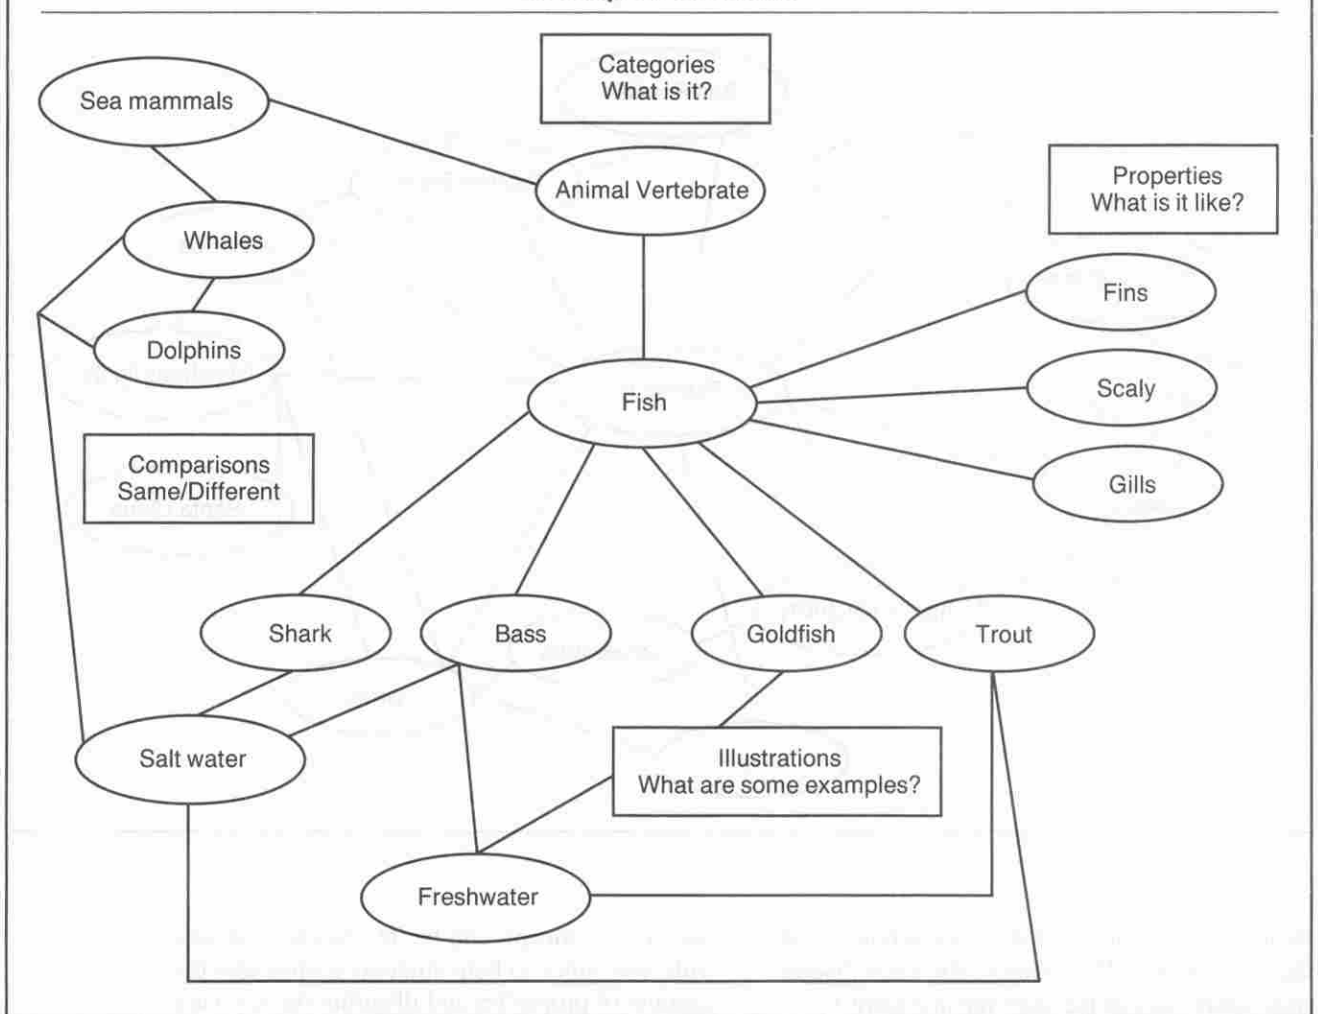 Categories
What is it?
Sea mammals
Animal Vertebrate
Properties
What is it like?
Whales
Fins
Dolphins
Scaly
Fish
Comparisons
Same/Different
Gills
Shark
Bass
Goldfish
Trout
Salt water
Illustrations
What are some examples?
Freshwater